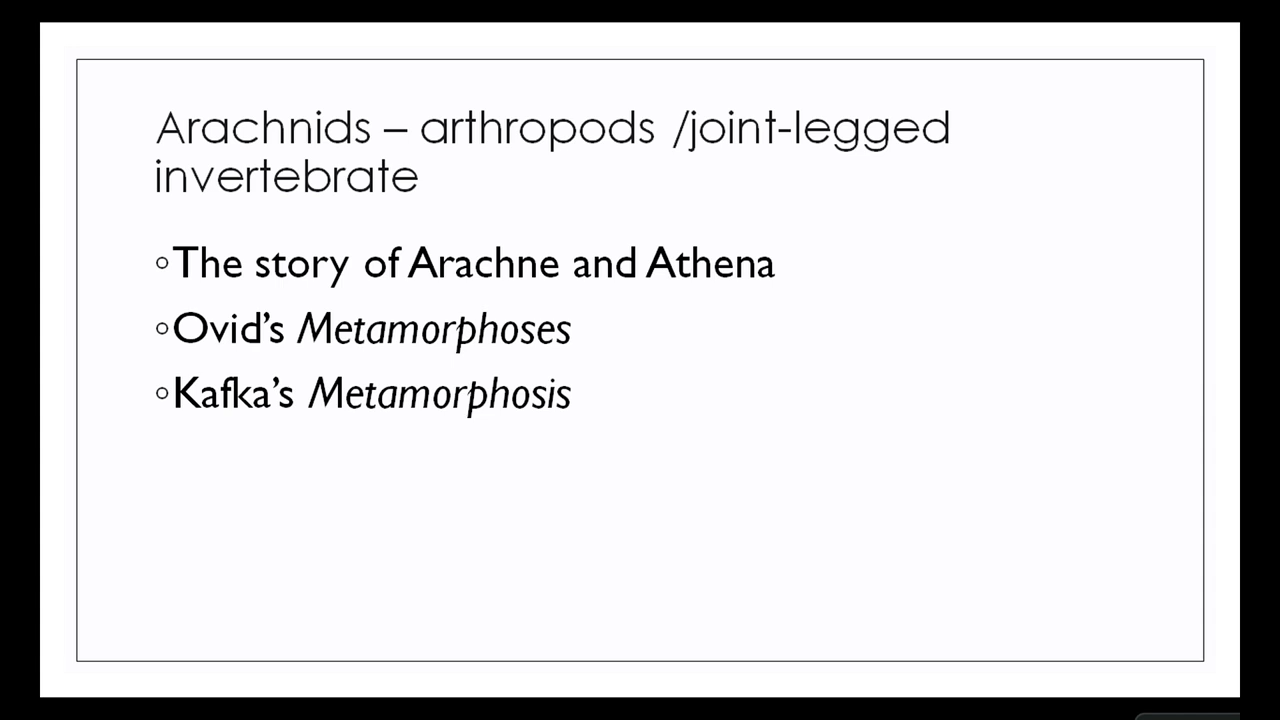 Arachnids – arthropods /joint-legged
invertebrate
◦The story of Arachne and Athena
◦Ovid’s Metamorphoses
◦Kafka’s Metamorphosis